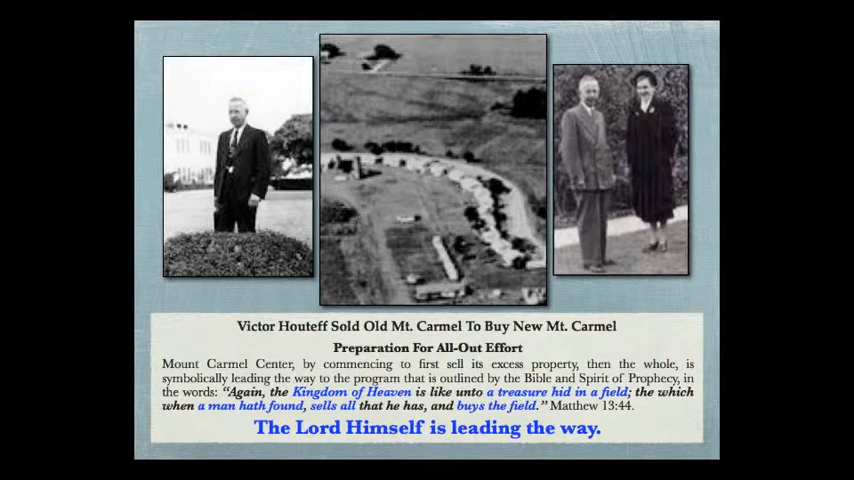 Victor Houteff Sold Old Mt. Carmel To Buy New Mt. Carmel
Preparation For All-Out Effort
Mount Carmel Center, by commencing to first sell its excess property, then the whole, is
symbolically leading the way to the program that is outlined by the Bible and Spirit of Prophecy, in
the words: “Again, the Kingdom of Heaven is like unto a treasure hid in a field; the which
when a man hath found, sells all that he has, and buys the field.” Matthew 13:44.
The Lord Himself is leading the way.